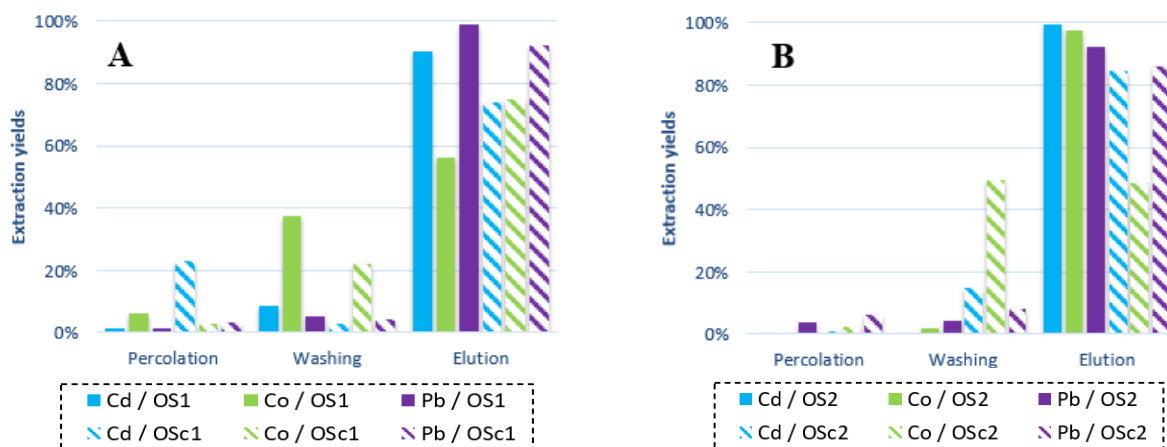 A
Extraction yields
100%
80%
60%
40%
20%
0%
Percolation Washing Elution
Cd / OS1 Co / OS1 Pb / OS1
Cd / OSc1 Co / OSc1 Pb / OSc1
B
Extraction yields
100%
80%
60%
40%
20%
0%
Percolation Washing Elution
Cd / OS2 Co / OS2 Pb / OS2
Cd / OSc2 Co / OSc2 Pb / OSc2